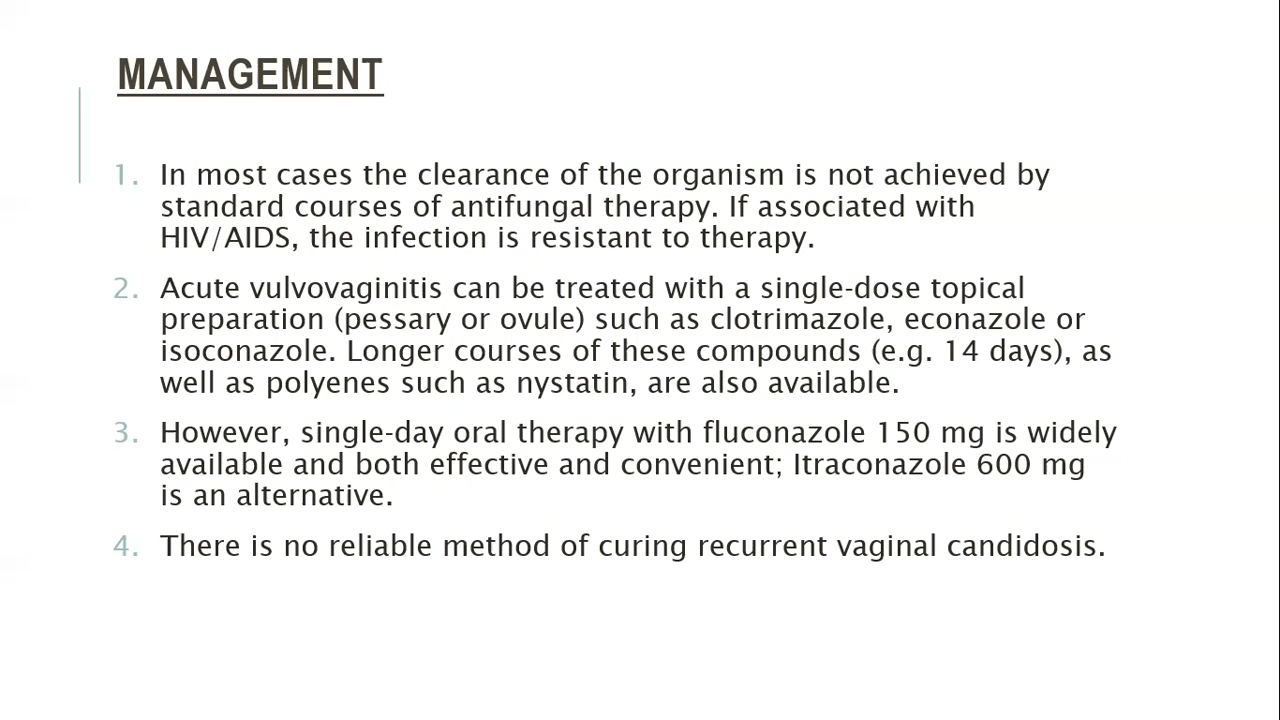 MANAGEMENT
1. In most cases the clearance of the organism is not achieved by
standard courses of antifungal therapy. If associated with
HIV/AIDS, the infection is resistant to therapy.
2. Acute vulvovaginitis can be treated with a single-dose topical
preparation (pessary or ovule) such as clotrimazole, econazole or
isoconazole. Longer courses of these compounds (e.g. 14 days), as
well as polyenes such as nystatin, are also available.
3. However, single-day oral therapy with fluconazole 150 mg is widely
available and both effective and convenient; Itraconazole 600 mg
is an alternative.
4. There is no reliable method of curing recurrent vaginal candidosis.